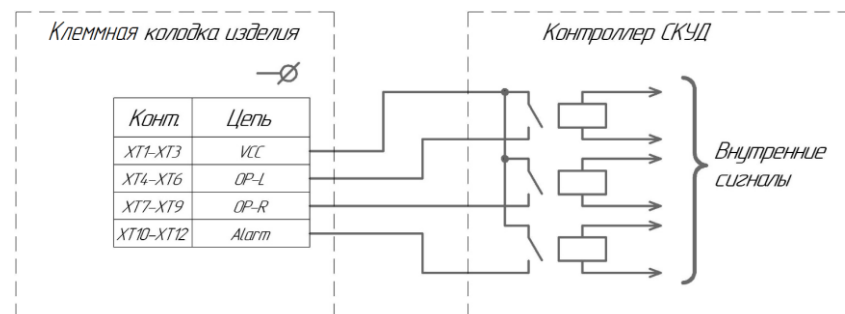 Клеммная колодка изделия
Контроллер СКУД
Конт. Цепь
XT1-XT3 VCC
XT4-XT6 OP-L
XT7-XT9 OP-R
XT10-XT12 Alarm
Внутренние
сигналы